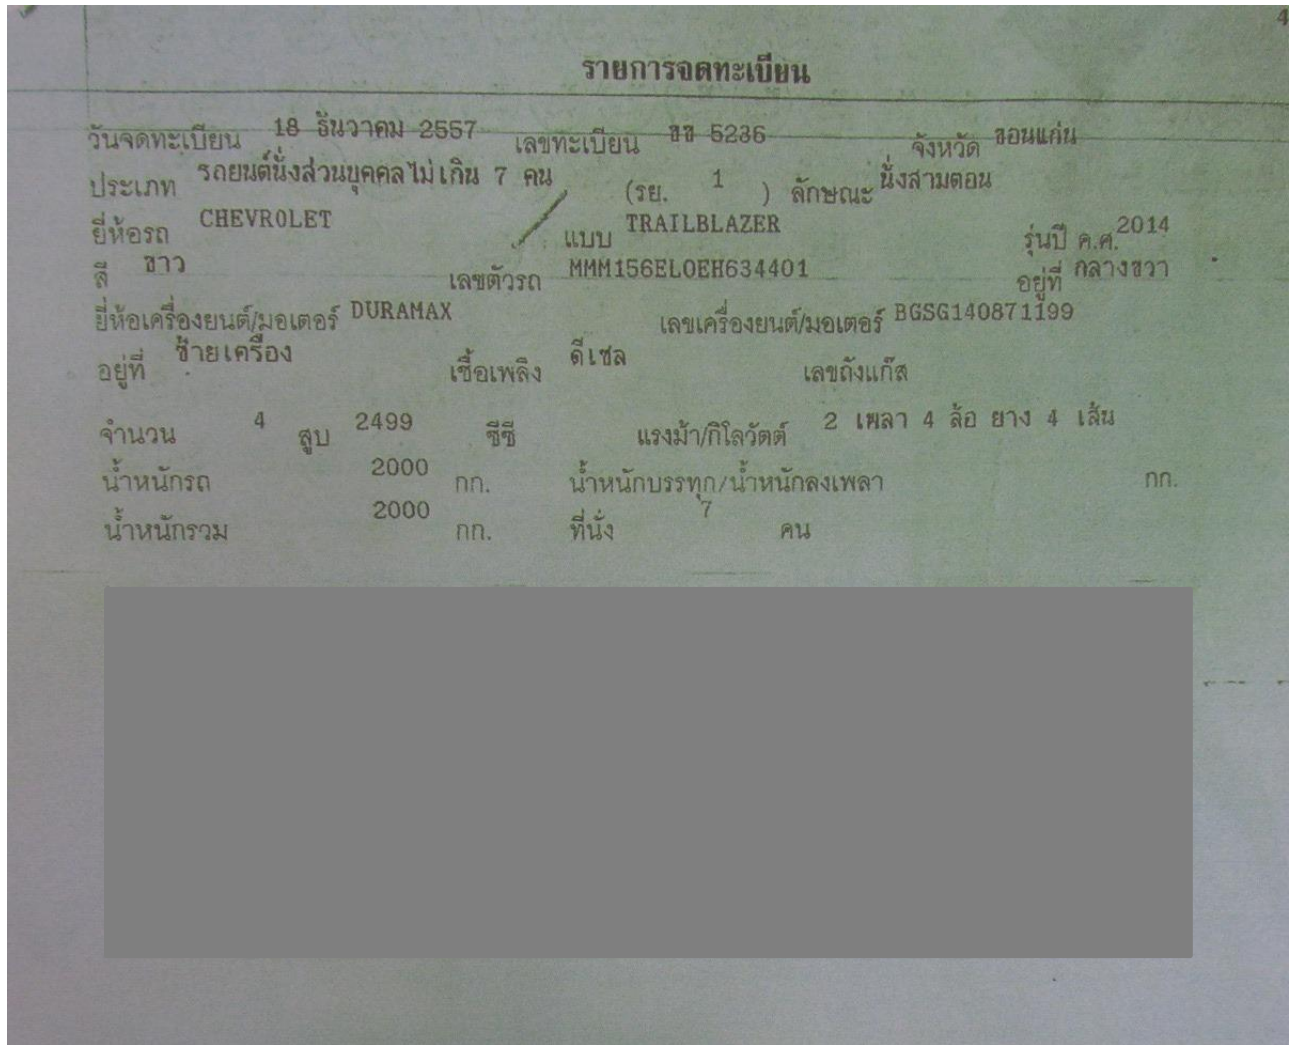 4
รายการจดทะเบียน
วันจดทะเบียน 18 ธันวาคม 2557 เลขทะเบียน ขข 5236 จังหวัด ขอนแก่น
ประเภท รถยนต์นั่งส่วนบุคคลไม่เกิน 7 คน (รย. 1 ) ลักษณะ นั่งสามตอน
ยี่ห้อรถ CHEVROLET แบบ TRAILBLAZER รุ่นปี ค.ศ. 2014
สี ขาว เลขตัวรถ MMM156EL0EH634401 อยู่ที่ กลางขวา
ยี่ห้อเครื่องยนต์/มอเตอร์ DURAMAX เลขเครื่องยนต์/มอเตอร์ BGSG140871199
อยู่ที่ ซ้ายเครื่อง เชื้อเพลิง ดีเซล เลขถังแก๊ส
จำนวน 4 สูบ 2499 ซีซี แรงม้า/กิโลวัตต์ 2 เพลา 4 ล้อ ยาง 4 เส้น
น้ำหนักรถ 2000 กก. น้ำหนักบรรทุก/น้ำหนักลงเพลา กก.
น้ำหนักรวม 2000 กก. ที่นั่ง 7 คน